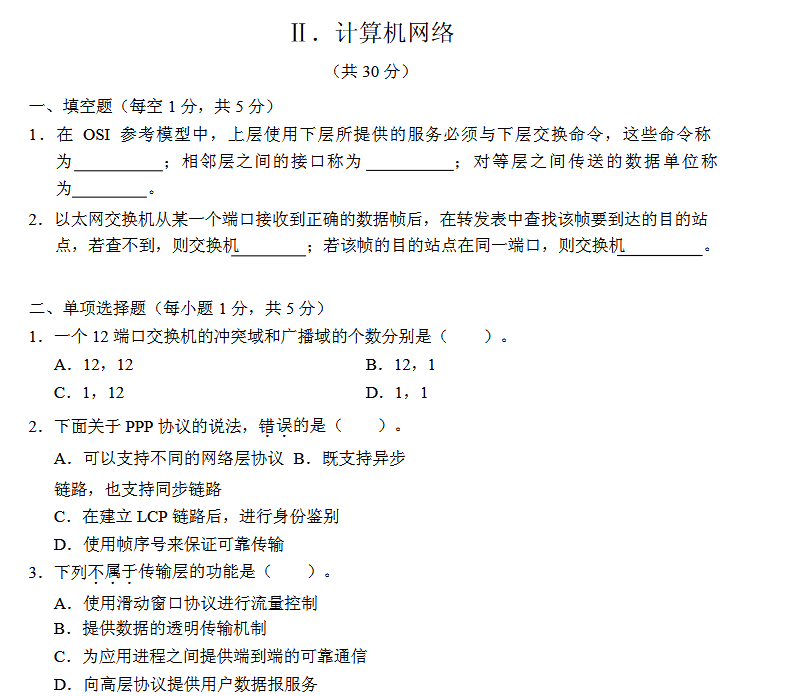 Ⅱ．计算机网络
（共 30 分）
一、填空题（每空 1 分，共 5 分）
1．在 OSI 参考模型中，上层使用下层所提供的服务必须与下层交换命令，这些命令称
为__________；相邻层之间的接口称为__________；对等层之间传送的数据单位称
为________。
2．以太网交换机从某一个端口接收到正确的数据帧后，在转发表中查找该帧要到达的目的站
点，若查不到，则交换机________；若该帧的目的站点在同一端口，则交换机__________。
二、单项选择题（每小题 1 分，共 5 分）
1．一个 12 端口交换机的冲突域和广播域的个数分别是（　　）。
A．12，12　　B．12，1
C．1，12　　D．1，1
2．下面关于 PPP 协议的说法，错误的是（　　）。
A．可以支持不同的网络层协议 B．既支持异步
链路，也支持同步链路
C．在建立 LCP 链路后，进行身份鉴别
D．使用帧序号来保证可靠传输
3．下列不属于传输层的功能是（　　）。
A．使用滑动窗口协议进行流量控制
B．提供数据的透明传输机制
C．为应用进程之间提供端到端的可靠通信
D．向高层协议提供用户数据报服务